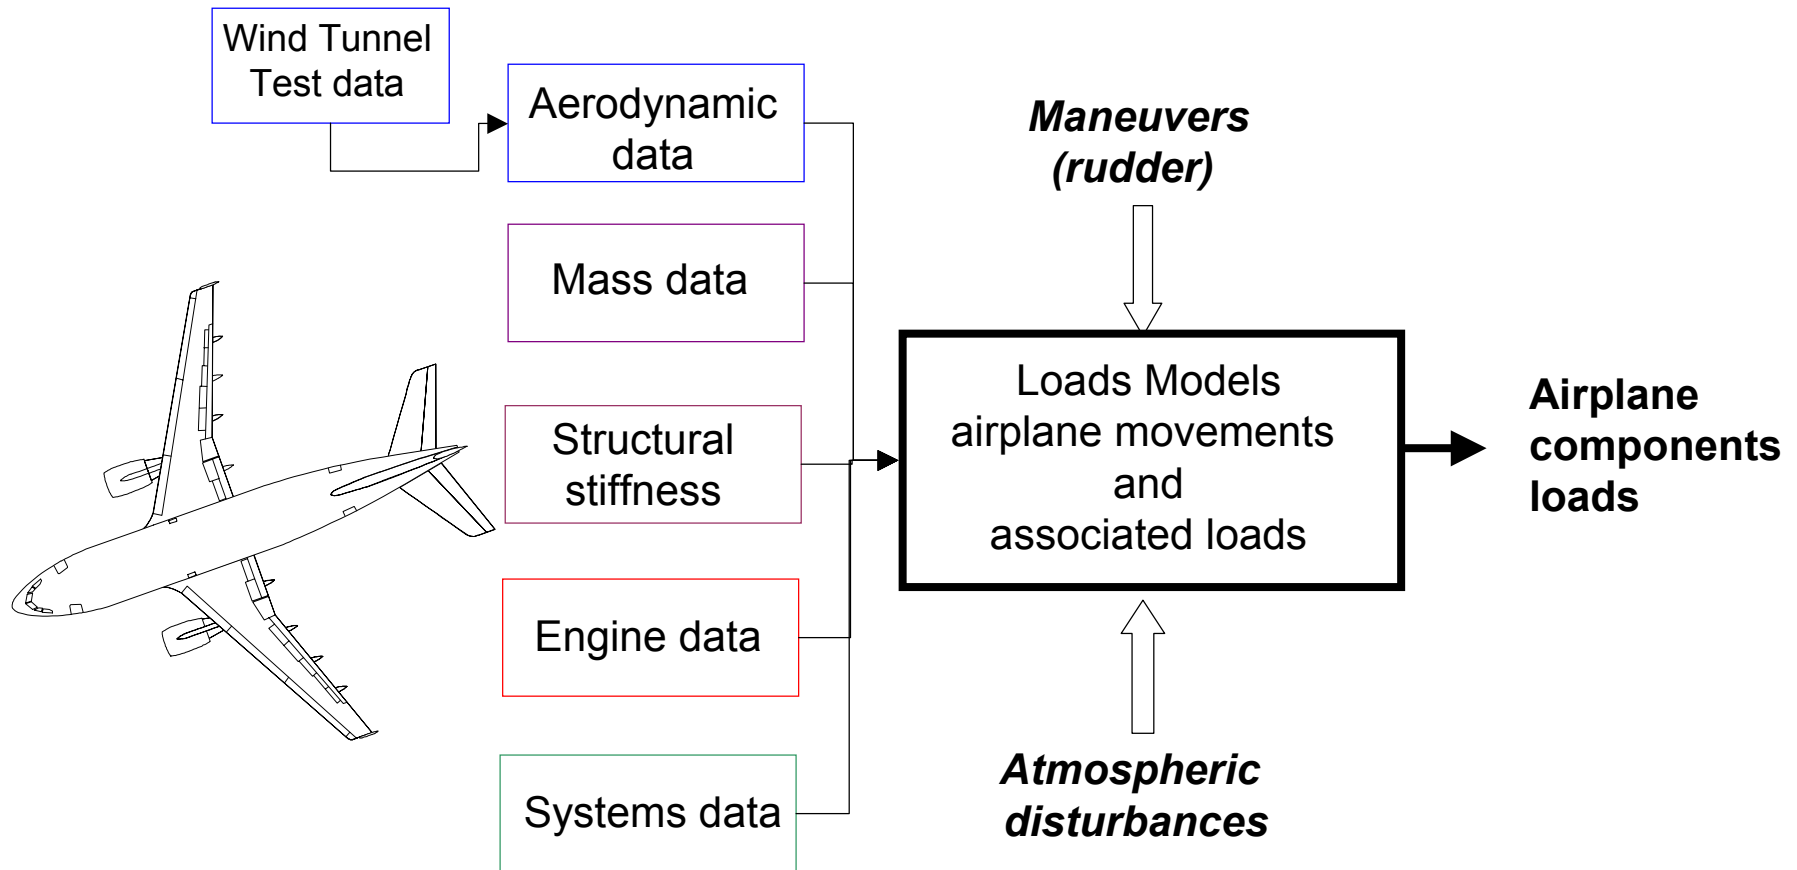 Wind Tunnel
Test data
Aerodynamic
data
Mass data
Structural
stiffness
Engine data
Systems data
Maneuvers
(rudder)
Loads Models
airplane movements
and
associated loads
Atmospheric
disturbances
Airplane
components
loads